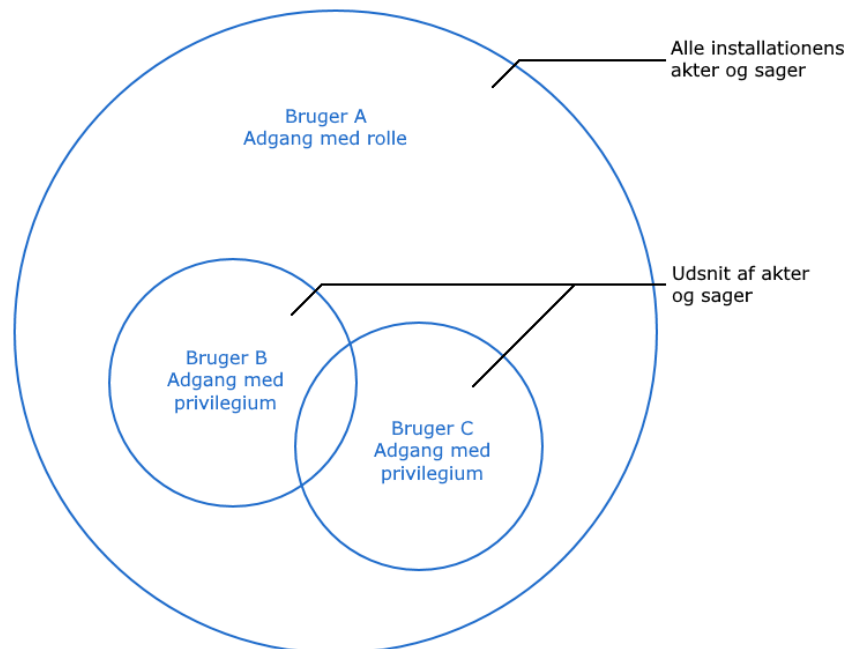 Alle installationens
akter og sager
Bruger A
Adgang med rolle
Udsnit af akter
og sager
Bruger B
Adgang med
privilegium
Bruger C
Adgang med
privilegium